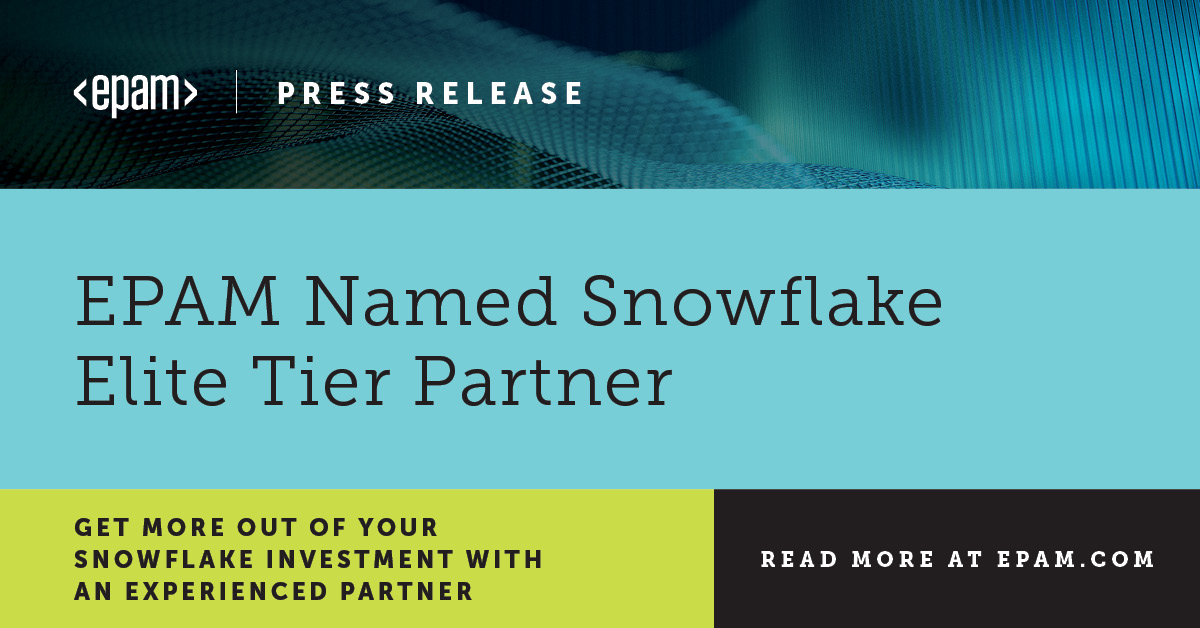 <epam> | PRESS RELEASE
EPAM Named Snowflake
Elite Tier Partner
GET MORE OUT OF YOUR
SNOWFLAKE INVESTMENT WITH
AN EXPERIENCED PARTNER
READ MORE AT EPAM.COM